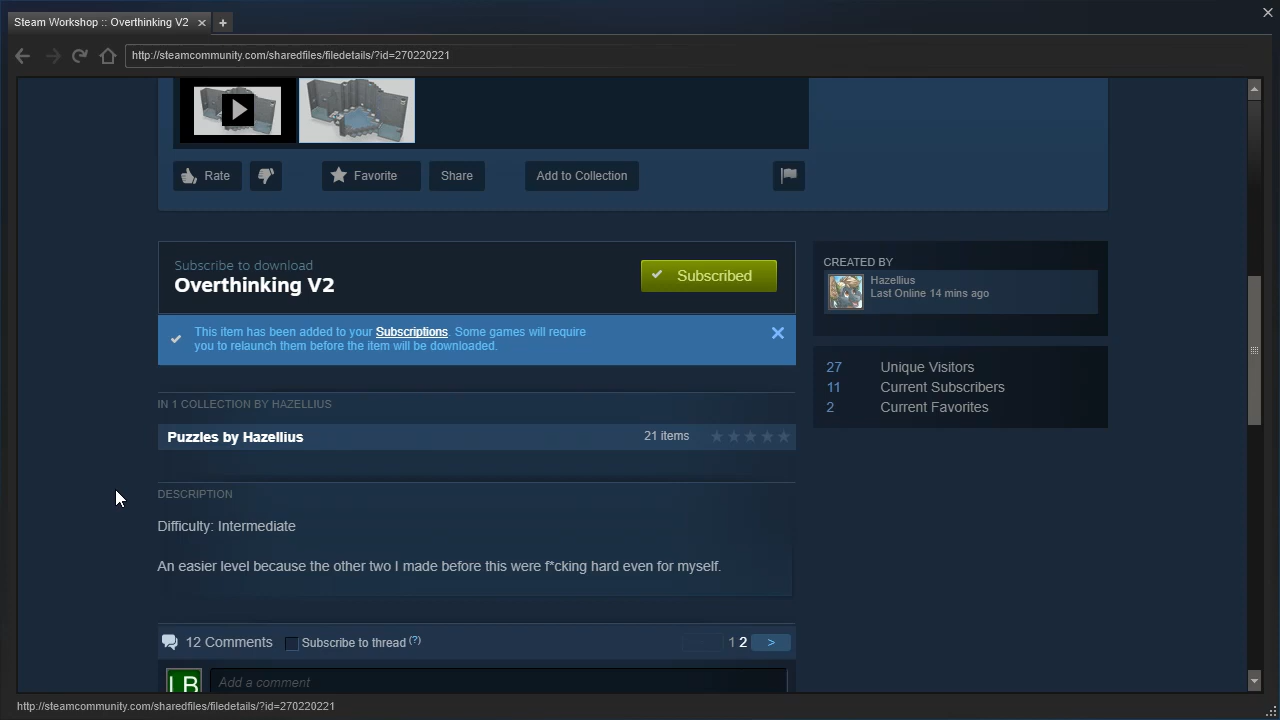 Steam Workshop :: Overthinking V2
http://steamcommunity.com/sharedfiles/filedetails/?id=270220221
Rate
Favorite
Share
Add to Collection
Subscribe to download
Overthinking V2
Subscribed
This item has been added to your Subscriptions. Some games will require
you to relaunch them before the item will be downloaded.
CREATED BY
Hazellius
Last Online 14 mins ago
27 Unique Visitors
11 Current Subscribers
2 Current Favorites
IN 1 COLLECTION BY HAZELLIUS
Puzzles by Hazellius 21 items
DESCRIPTION
Difficulty: Intermediate
An easier level because the other two I made before this were f*cking hard even for myself.
12 Comments Subscribe to thread (?) 1 2 >
LB Add a comment
http://steamcommunity.com/sharedfiles/filedetails/?id=270220221